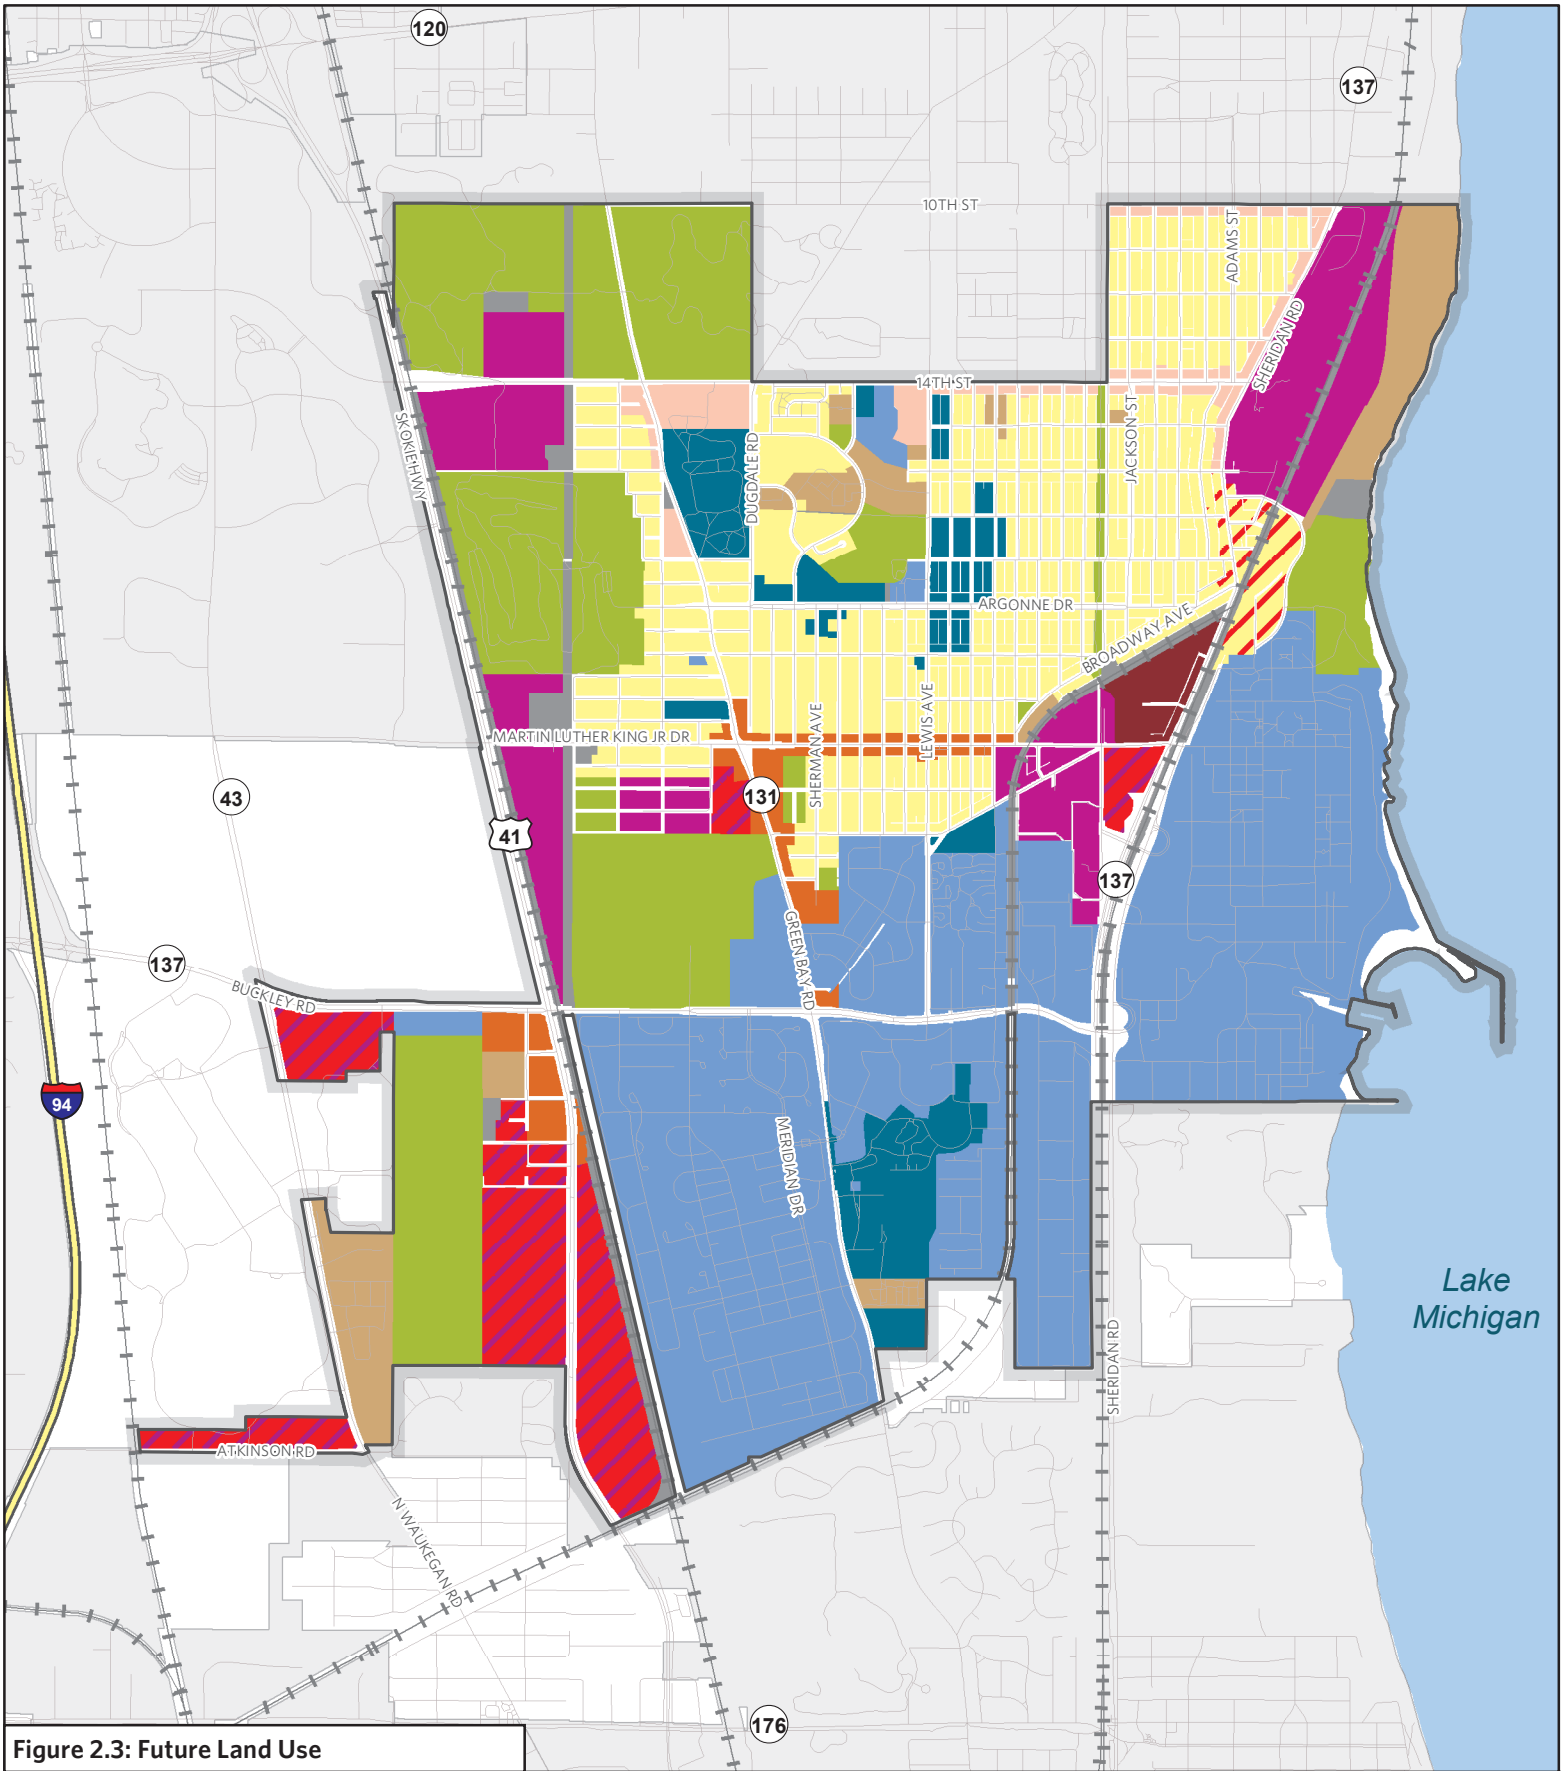 120
137
10TH ST
ADAMS ST
SHERIDAN RD
14TH ST
SKOKIE HWY
JACKSON ST
DUGDALE RD
ARGONNE DR
BROADWAY AVE
LEWIS AVE
SHERMAN AVE
MARTIN LUTHER KING JR DR
43
131
41
137
137
GREEN BAY RD
BUCKLEY RD
94
MERIDIAN DR
Lake
Michigan
SHERIDAN RD
ATKINSON RD
N WAUKEGAN RD
176
Figure 2.3: Future Land Use